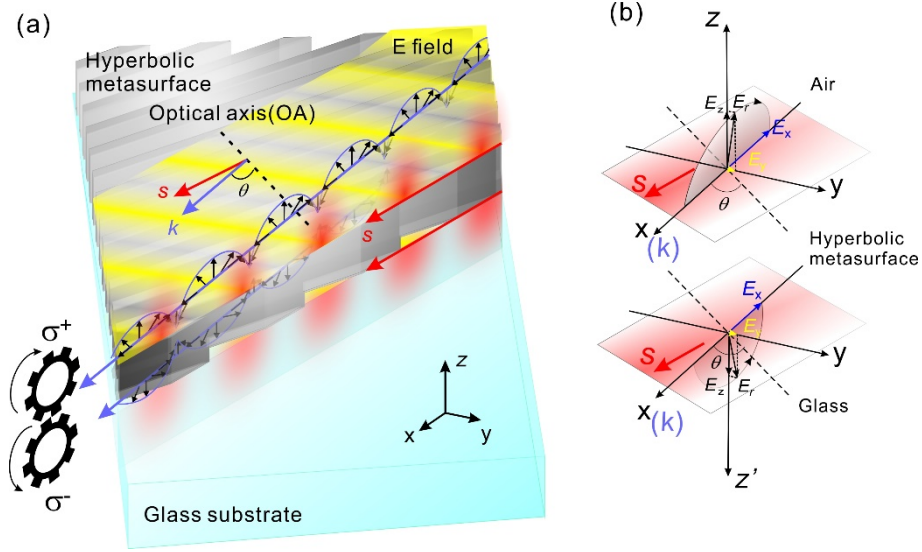 (a)
Hyperbolic
metasurface
E field
Optical axis(OA)
s
θ
k
s
σ+
σ-
z
x
y
Glass substrate
(b)
z
Air
Ez
Er
Ex
Ey
S
θ
y
x
(k)
Hyperbolic
metasurface
Ex
Ey
S
θ
y
Ez
Er
x
(k)
Glass
z’